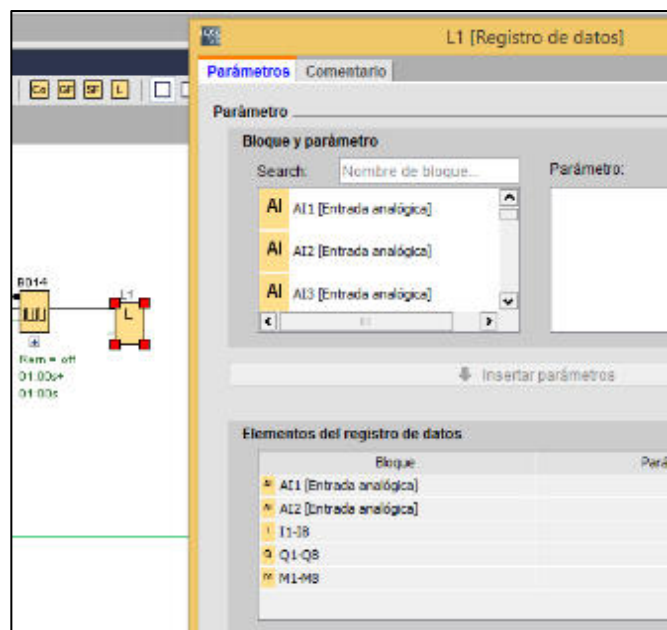 L1 [Registro de datos]
Parámetros Comentario
Co GF SF L
Parámetro
Bloque y parámetro
Search: Nombre de bloque...
Parámetro:
AI AI1 [Entrada analógica]
AI AI2 [Entrada analógica]
AI AI3 [Entrada analógica]
B014
L1
L
Rem = off
01:00s+
01:00s
Insertar parámetros
Elementos del registro de datos
Bloque Pará
AI AI1 [Entrada analógica]
AI AI2 [Entrada analógica]
I I1-I8
Q Q1-Q8
M M1-M8